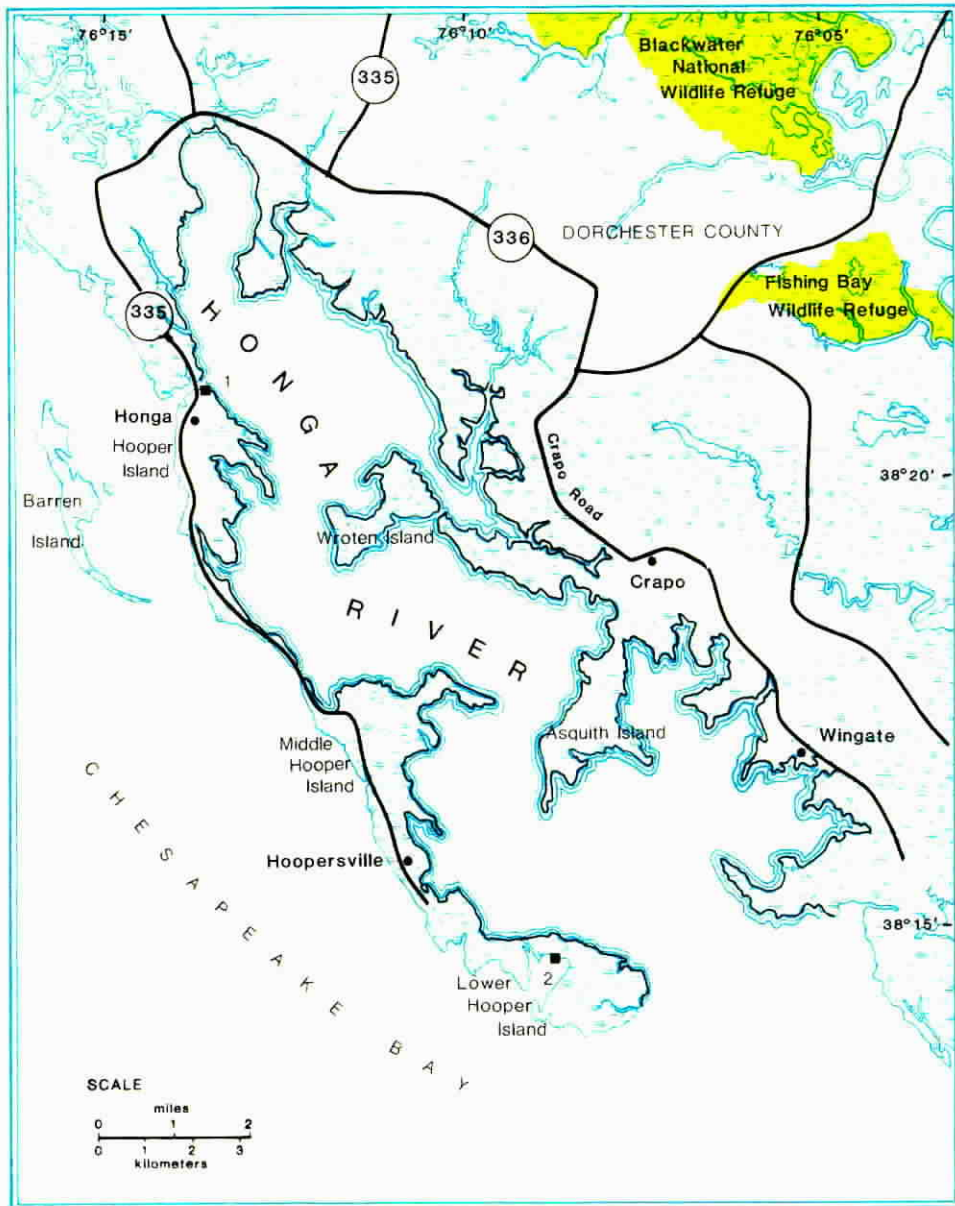 76°15'
76°10'
76°05'
Blackwater
National
Wildlife Refuge
335
336
DORCHESTER COUNTY
Fishing Bay
Wildlife Refuge
335
HONGA
1
Honga
Hooper
Island
Crapo Road
38°20'
Barren
Island
Wroten Island
Crapo
RIVER
Asquith Island
Wingate
Middle
Hooper
Island
CHESAPEAKE BAY
Hoopersville
38°15'
2
Lower
Hooper
Island
SCALE
miles
0 1 2
0 1 2 3
kilometers